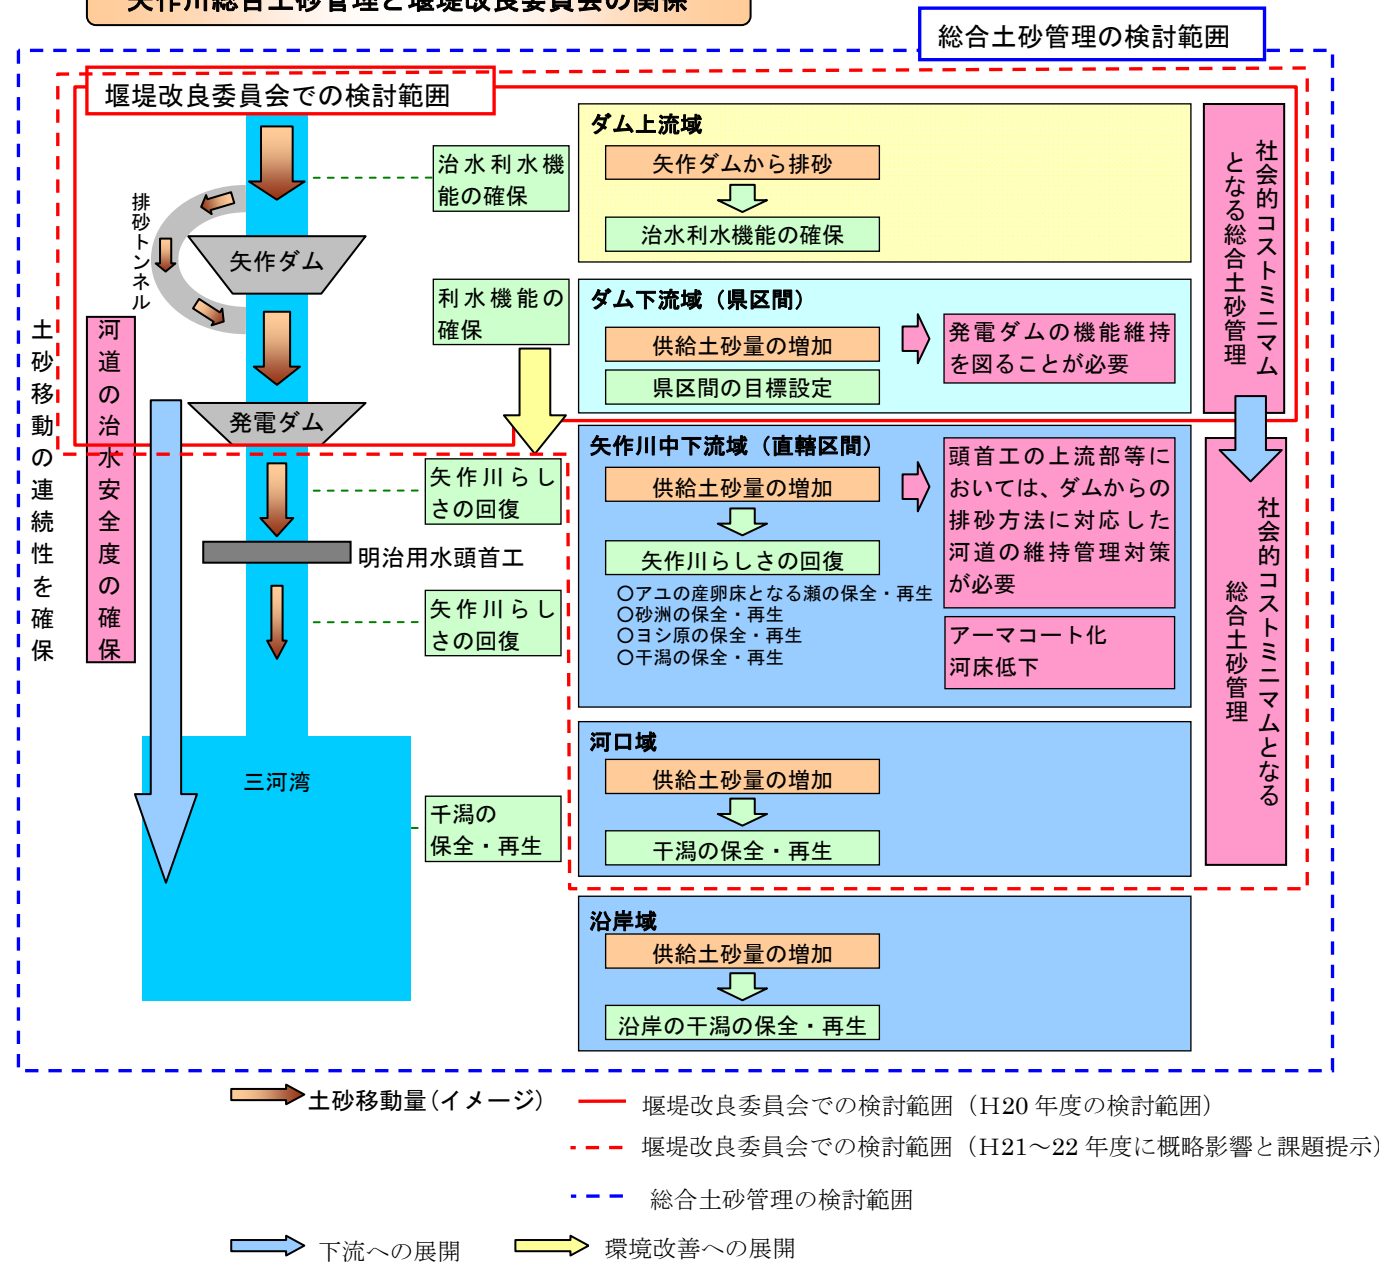 矢作川総合土砂管理と堰堤改良委員会の関係
総合土砂管理の検討範囲
堰堤改良委員会での検討範囲
土砂移動の連続性を確保
河道の治水安全度の確保
排砂トンネル
矢作ダム
発電ダム
明治用水頭首工
三河湾
治水利水機
能の確保
利水機能の
確保
矢作川らし
さの回復
矢作川らし
さの回復
干潟の
保全・再生
ダム上流域
矢作ダムから排砂
治水利水機能の確保
ダム下流域（県区間）
供給土砂量の増加
県区間の目標設定
発電ダムの機能維持
を図ることが必要
矢作川中下流域（直轄区間）
供給土砂量の増加
矢作川らしさの回復
〇アユの産卵床となる瀬の保全・再生
〇砂洲の保全・再生
〇ヨシ原の保全・再生
〇干潟の保全・再生
頭首工の上流部等に
おいては、ダムからの
排砂方法に対応した
河道の維持管理対策
が必要
アーマコート化
河床低下
河口域
供給土砂量の増加
干潟の保全・再生
沿岸域
供給土砂量の増加
沿岸の干潟の保全・再生
社会的コストミニマム
となる総合土砂管理
社会的コストミニマムとなる
総合土砂管理
土砂移動量(イメージ)
堰堤改良委員会での検討範囲（H20 年度の検討範囲）
堰堤改良委員会での検討範囲（H21～22 年度に概略影響と課題提示）
総合土砂管理の検討範囲
下流への展開
環境改善への展開